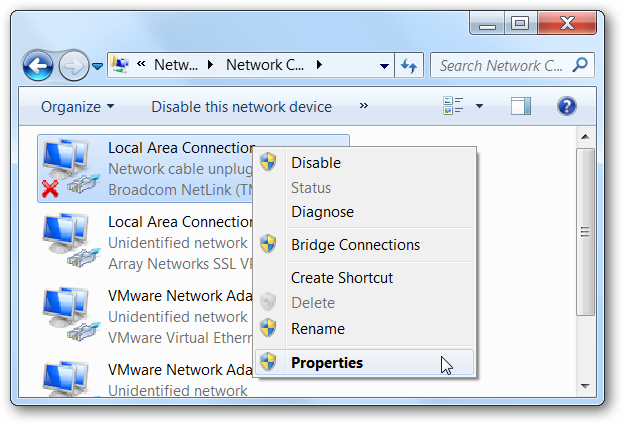 « Netw... Network C...
Search Network C...
Organize Disable this network device »
Local Area Connection
Network cable unplug
Broadcom NetLink (TM
Disable
Status
Diagnose
Bridge Connections
Create Shortcut
Delete
Rename
Properties
Local Area Connection
Unidentified network
Array Networks SSL VP
VMware Network Ada
Unidentified network
VMware Virtual Ethern
VMware Network Ada
Unidentified network